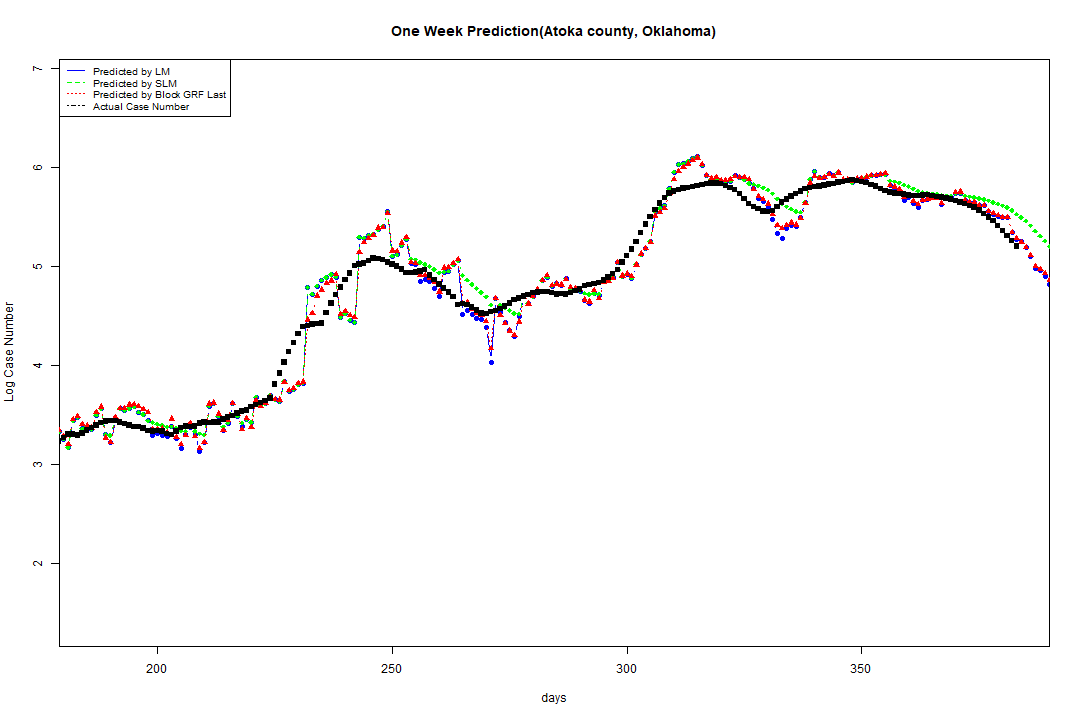 One Week Prediction(Atoka county, Oklahoma)
Predicted by LM
Predicted by SLM
Predicted by Block GRF Last
Actual Case Number
7
6
5
4
3
2
Log Case Number
200
250
300
350
days